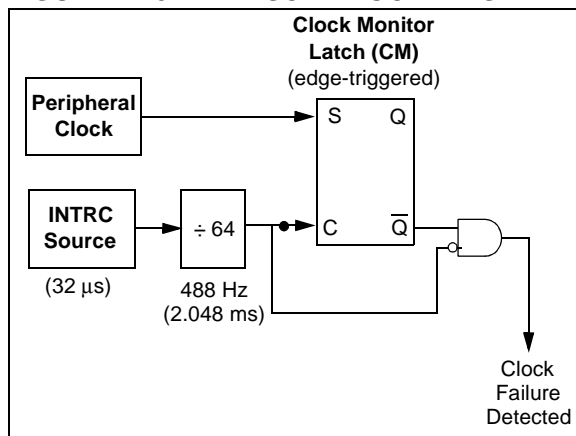 Clock Monitor
Latch (CM)
(edge-triggered)
Peripheral
Clock
S Q
INTRC
Source
÷ 64
C Q̅
(32 μs)
488 Hz
(2.048 ms)
Clock
Failure
Detected